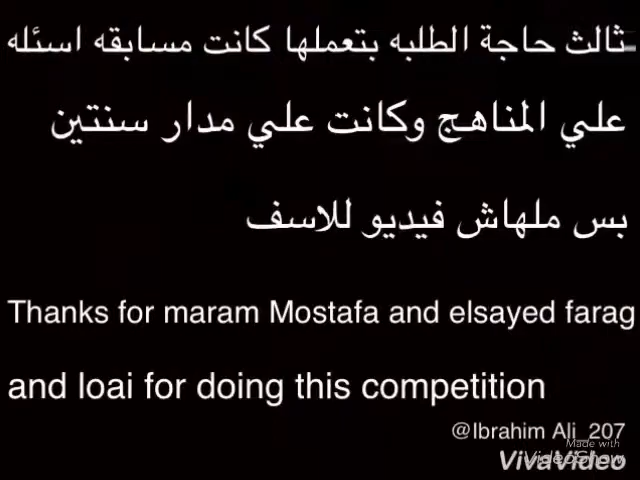 ثالث حاجة الطلبه بتعملها كانت مسابقه اسئله
علي المناهج وكانت علي مدار سنتين
بس ملهاش فيديو للاسف
Thanks for maram Mostafa and elsayed farag
and loai for doing this competition
@Ibrahim Ali_207
Made with
VideoShow
VivaVideo